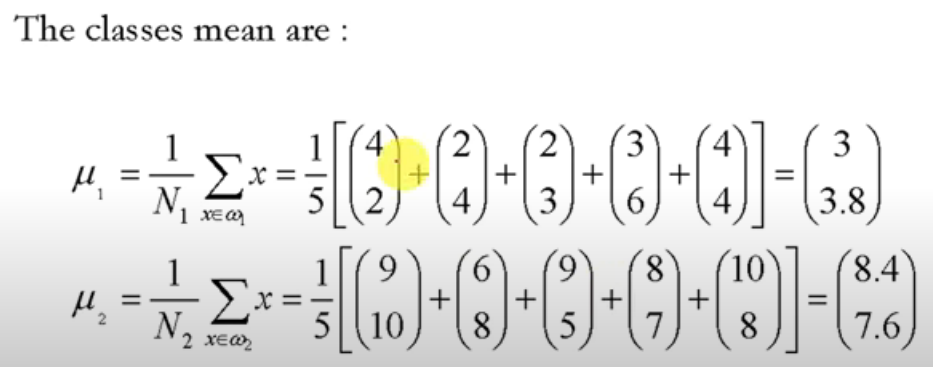 The classes mean are :
μ₁ = 1/N₁ ∑_{x∈ω₁} x = 1/5 [(4 2) + (2 4) + (2 3) + (3 6) + (4 4)] = (3 3.8)
μ₂ = 1/N₂ ∑_{x∈ω₂} x = 1/5 [(9 10) + (6 8) + (9 5) + (8 7) + (10 8)] = (8.4 7.6)